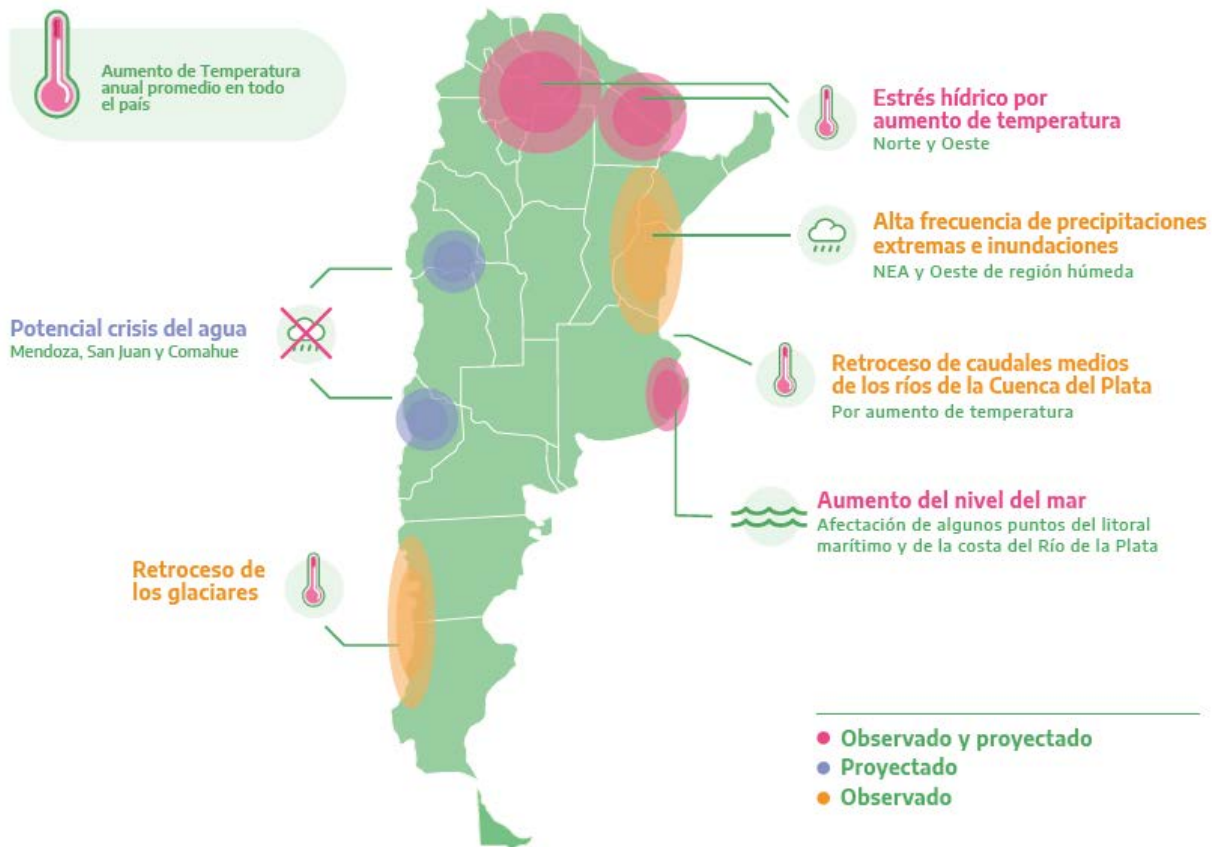 Aumento de Temperatura
anual promedio en todo
el país
Estrés hídrico por
aumento de temperatura
Norte y Oeste
Alta frecuencia de precipitaciones
extremas e inundaciones
NEA y Oeste de región húmeda
Potencial crisis del agua
Mendoza, San Juan y Comahue
Retroceso de caudales medios
de los ríos de la Cuenca del Plata
Por aumento de temperatura
Aumento del nivel del mar
Afectación de algunos puntos del litoral
marítimo y de la costa del Río de la Plata
Retroceso de
los glaciares
Observado y proyectado
Proyectado
Observado